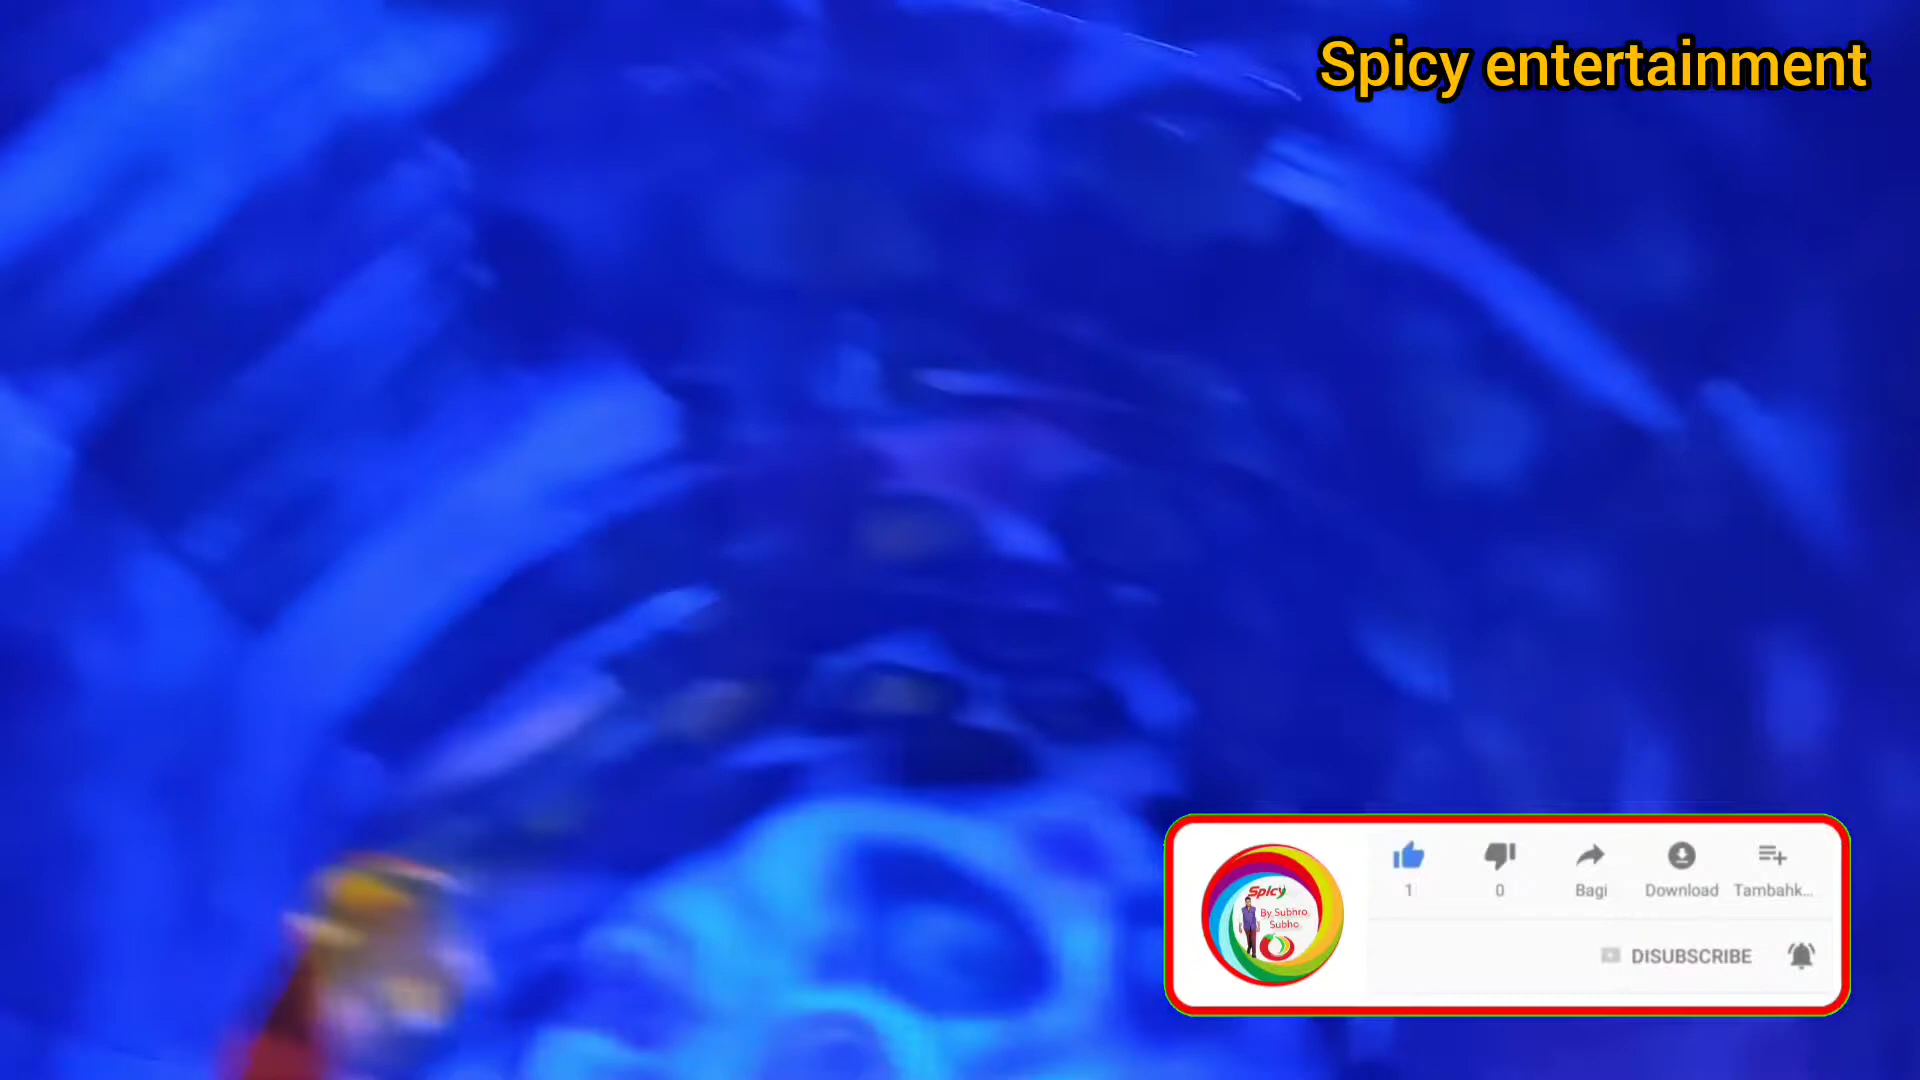 Spicy entertainment
Spicy
By Subhro
Subho
1 0 Bagi Download Tambahk...
DISUBSCRIBE